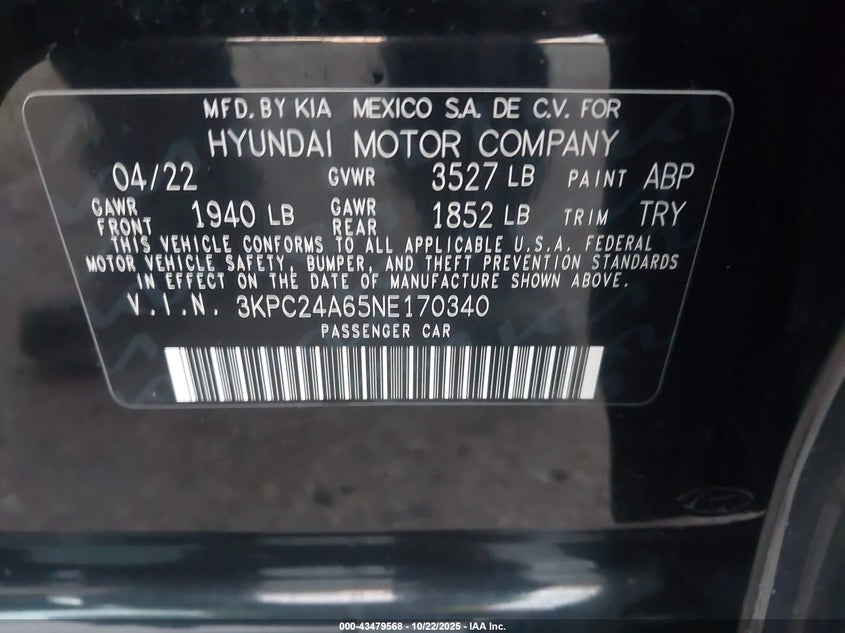 MFD. BY KIA MEXICO S.A. DE C.V. FOR
HYUNDAI MOTOR COMPANY
04/22 GVWR 3527 LB PAINT ABP
GAWR FRONT 1940 LB GAWR REAR 1852 LB TRIM TRY
THIS VEHICLE CONFORMS TO ALL APPLICABLE U.S.A. FEDERAL
MOTOR VEHICLE SAFETY, BUMPER, AND THEFT PREVENTION STANDARDS
IN EFFECT ON THE DATE OF MANUFACTURE SHOWN ABOVE.
V.I.N. 3KPC24A65NE170340
PASSENGER CAR
000-43479568 - 10/22/2025 - IAA Inc.